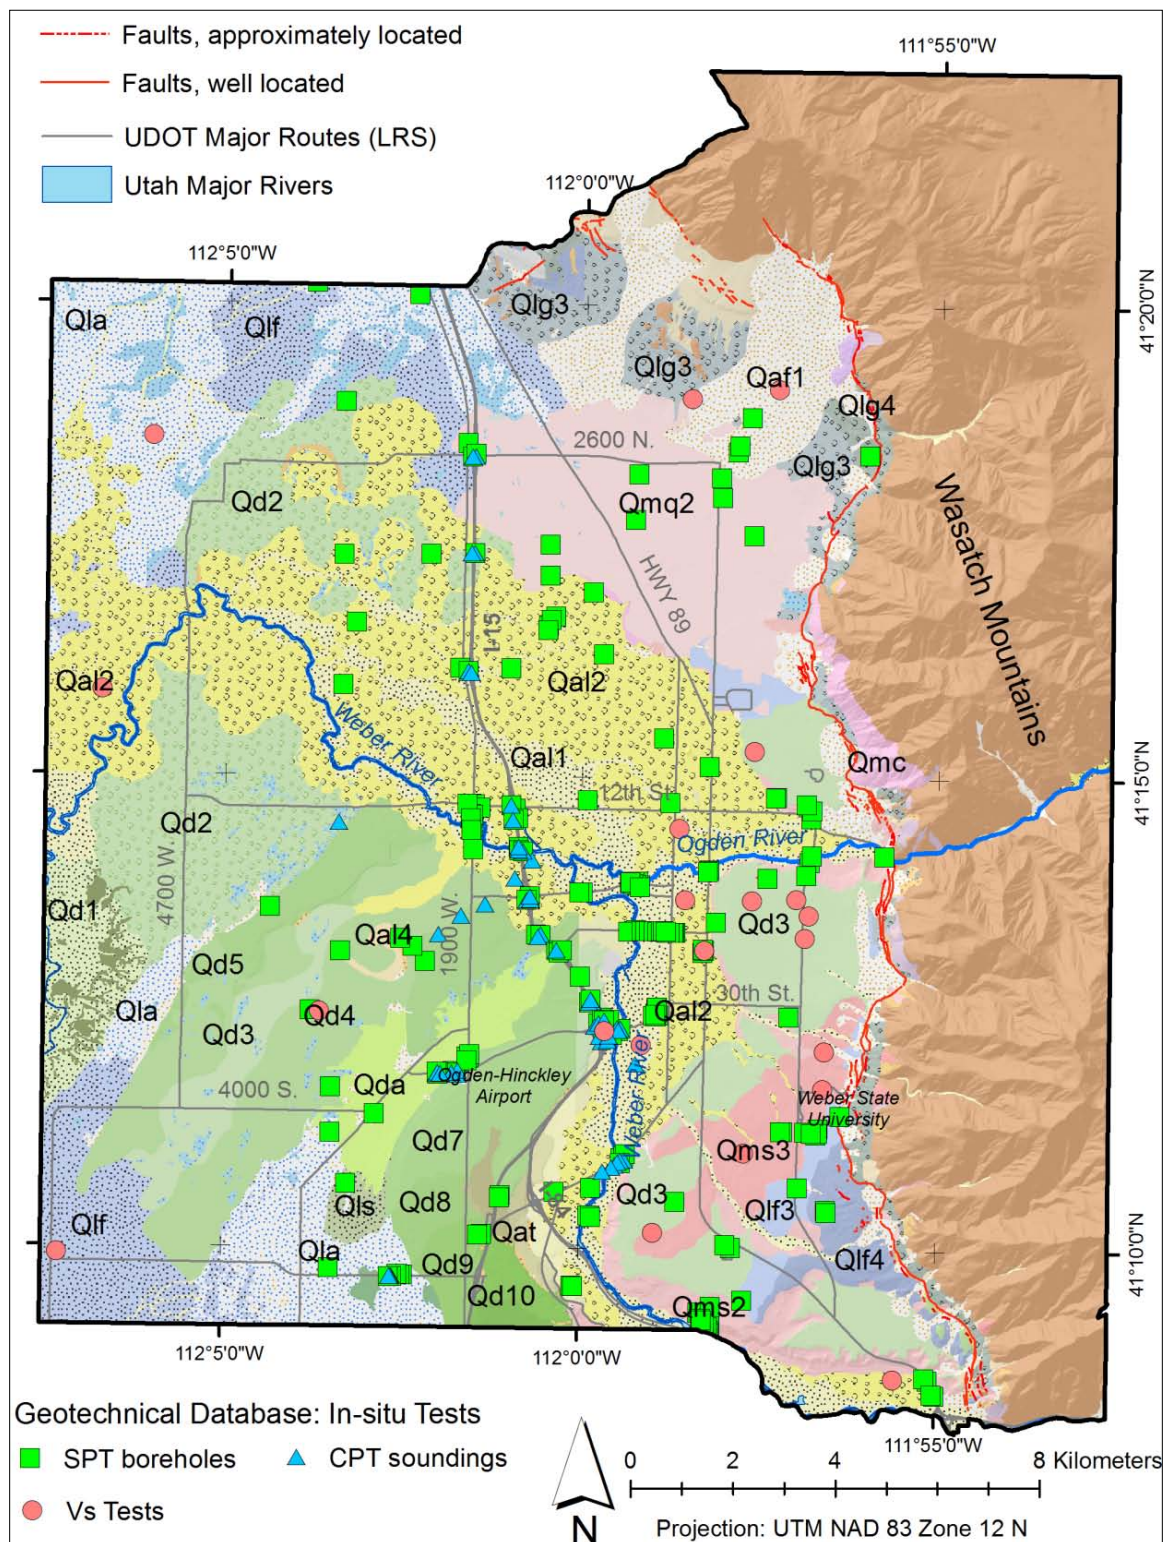 Faults, approximately located
Faults, well located
UDOT Major Routes (LRS)
Utah Major Rivers
111°55'0"W
112°0'0"W
112°5'0"W
41°20'0"N
Qla
Qlf
Qlg3
Qlg3
Qaf1
Qlg4
2600 N.
Qlg3
Qd2
Qmq2
Wasatch Mountains
HWY 89
I-15
Qal2
Qal2
Weber River
Qal1
Qmc
41°15'0"N
12th St.
Qd2
Ogden River
4700 W.
Qd1
Qal4
1900 W.
Qd3
Qd5
Qla
Qd3
Qd4
30th St.
Qal2
4000 S.
Qda
Ogden-Hinckley
Airport
Weber River
Weber State
University
Qd7
Qms3
Qd8
Qls
Qd3
Qlf3
Qlf
Qat
I-84
Qla
Qd9
Qlf4
41°10'0"N
Qd10
Qms2
112°5'0"W
112°0'0"W
111°55'0"W
Geotechnical Database: In-situ Tests
SPT boreholes
CPT soundings
Vs Tests
0 2 4 6 8 Kilometers
N
Projection: UTM NAD 83 Zone 12 N